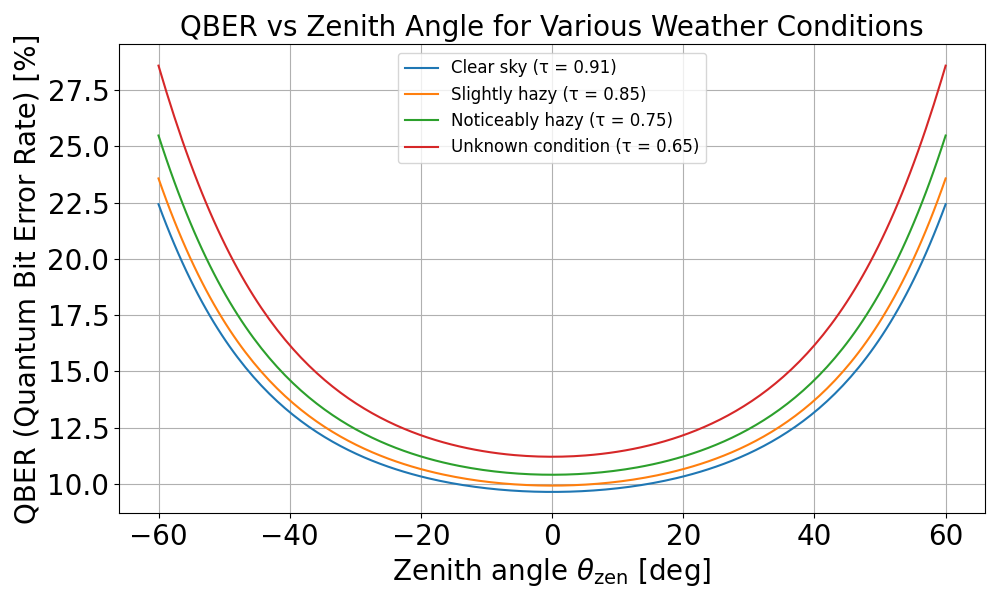 QBER vs Zenith Angle for Various Weather Conditions
QBER (Quantum Bit Error Rate) [%]
27.5
25.0
22.5
20.0
17.5
15.0
12.5
10.0
Clear sky (τ = 0.91)
Slightly hazy (τ = 0.85)
Noticeably hazy (τ = 0.75)
Unknown condition (τ = 0.65)
−60 −40 −20 0 20 40 60
Zenith angle θzen [deg]